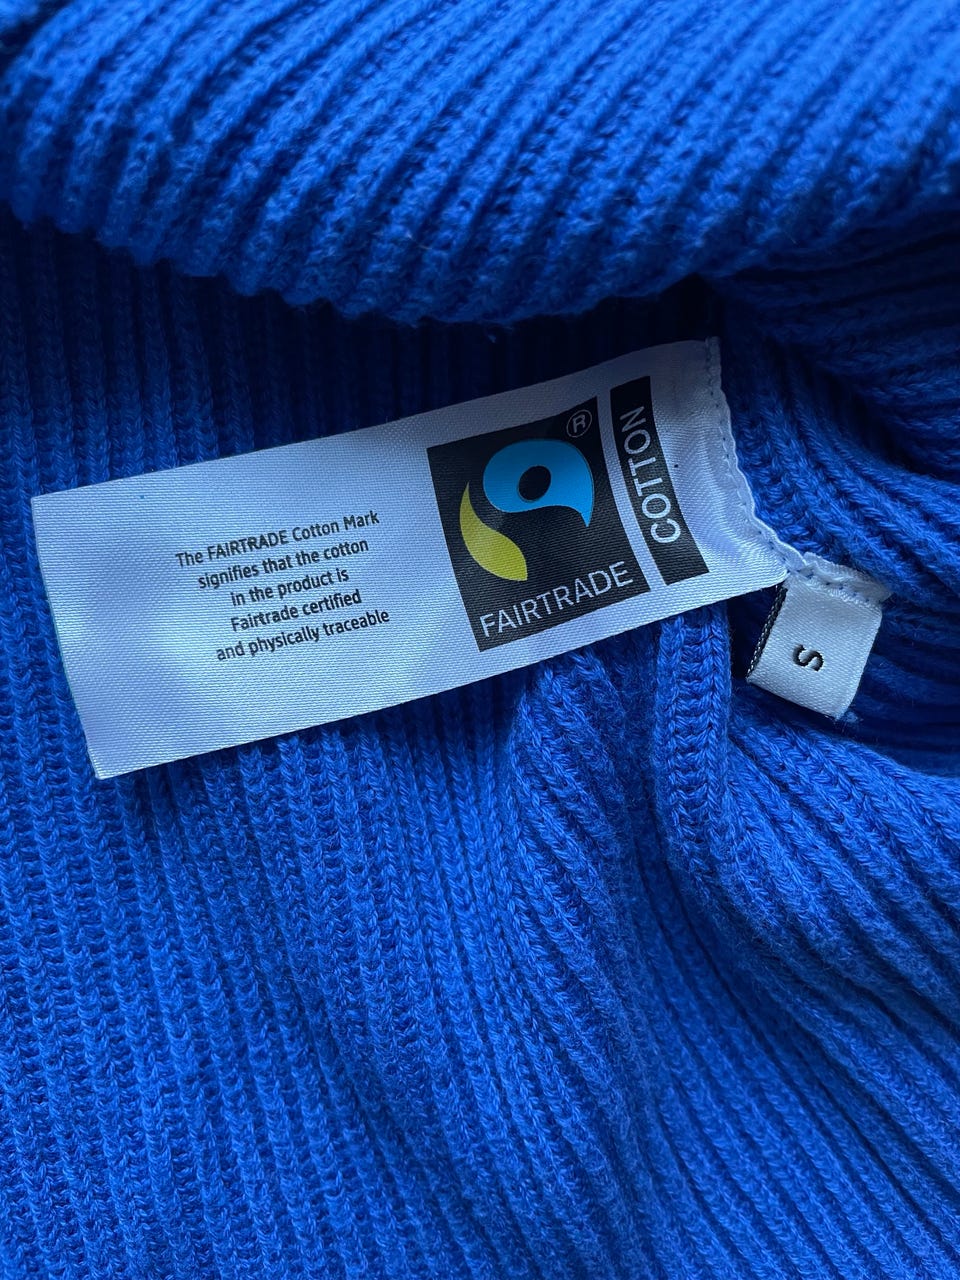 The FAIRTRADE Cotton Mark
signifies that the cotton
in the product is
Fairtrade certified
and physically traceable
®
FAIRTRADE
COTTON
S